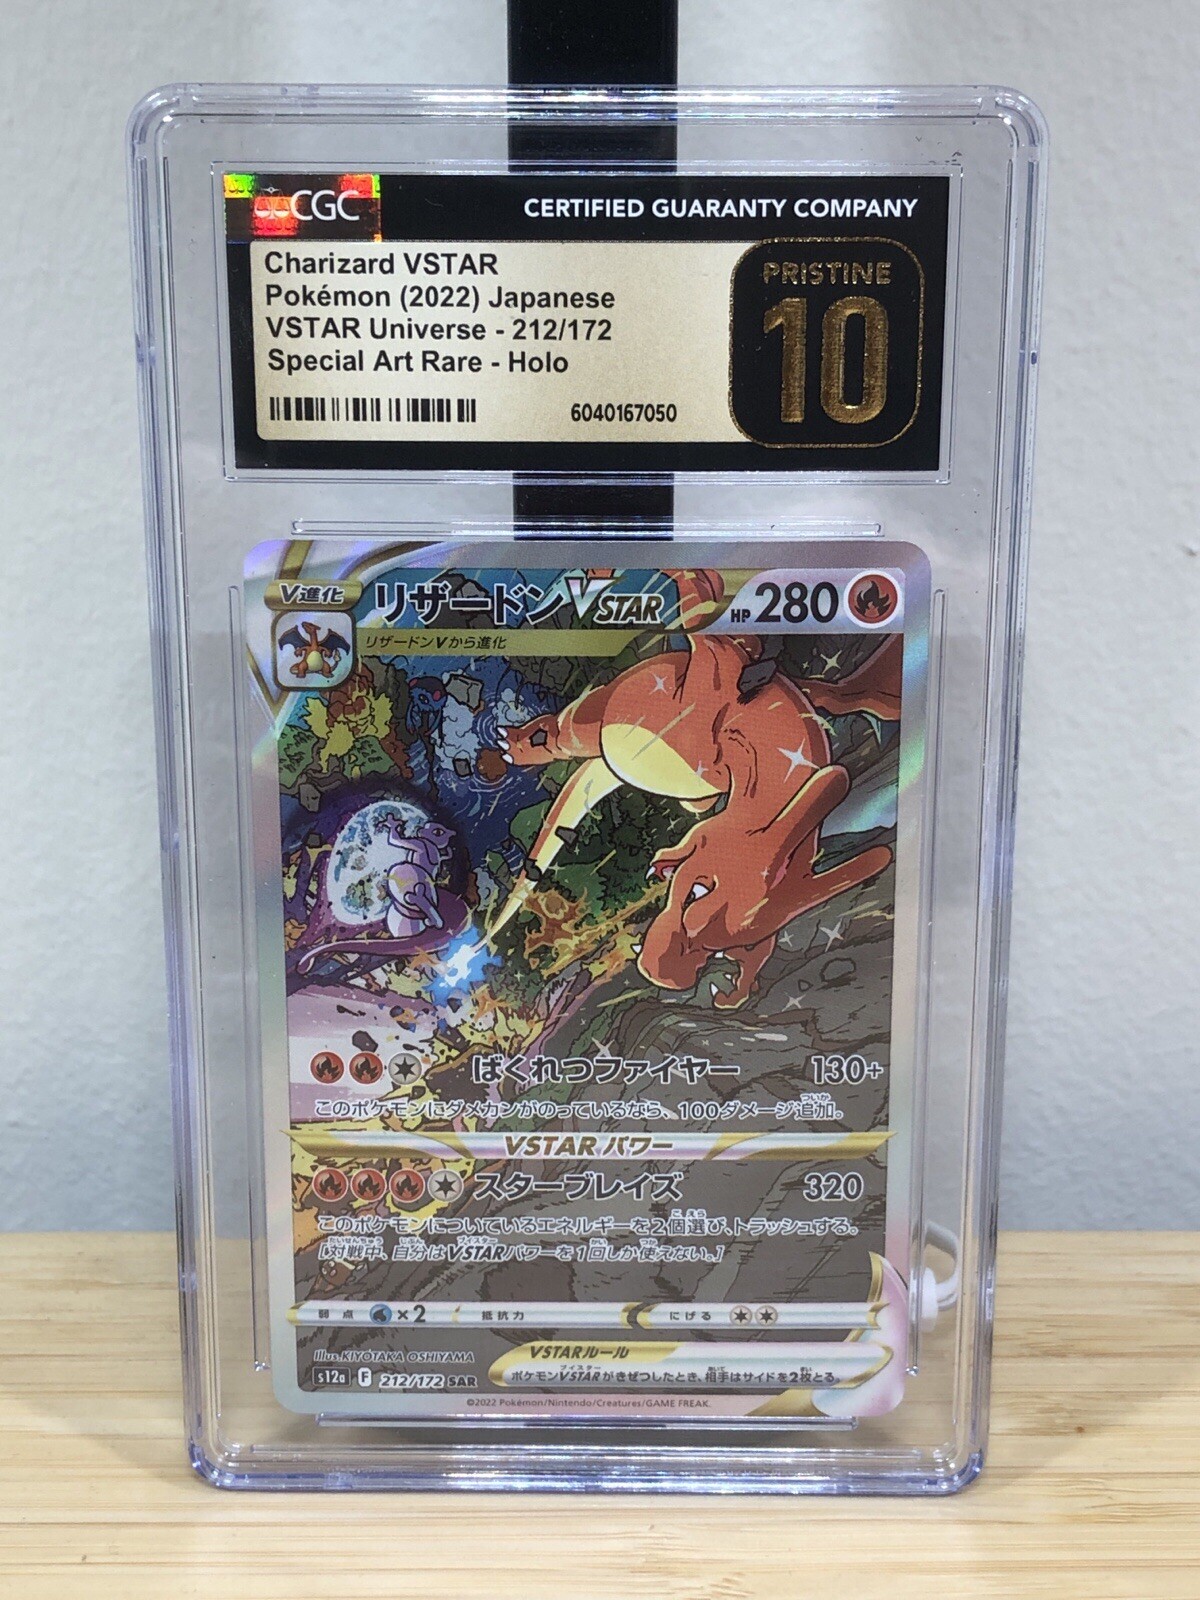 CGC
CERTIFIED GUARANTY COMPANY
Charizard VSTAR
Pokémon (2022) Japanese
VSTAR Universe - 212/172
Special Art Rare - Holo
6040167050
PRISTINE
10
V進化
リザードンVSTAR
HP 280
リザードンVから進化
ばくれつファイヤー 130+
このポケモンにダメカンがのっているなら、100ダメージ追加。
VSTARパワー
スターブレイズ 320
このポケモンについているエネルギーを2個選び、トラッシュする。
[対戦中、自分はVSTARパワーを1回しか使えない。]
弱点 ×2 抵抗力 にげる
Illus. KIYOTAKA OSHIYAMA
s12a F 212/172 SAR
VSTARルール
ポケモンVSTARがきぜつしたとき、相手はサイドを2枚とる。
©2022 Pokémon/Nintendo/Creatures/GAME FREAK.